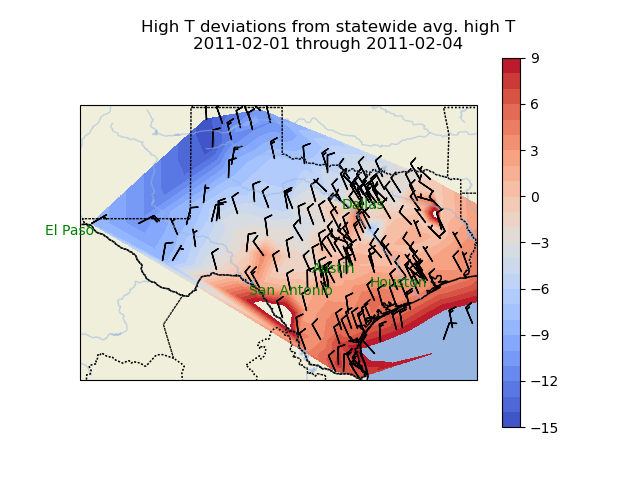 High T deviations from statewide avg. high T
2011-02-01 through 2011-02-04
9
6
3
0
−3
−6
−9
−12
−15
Dallas
El Paso
Austin
San Antonio
Houston